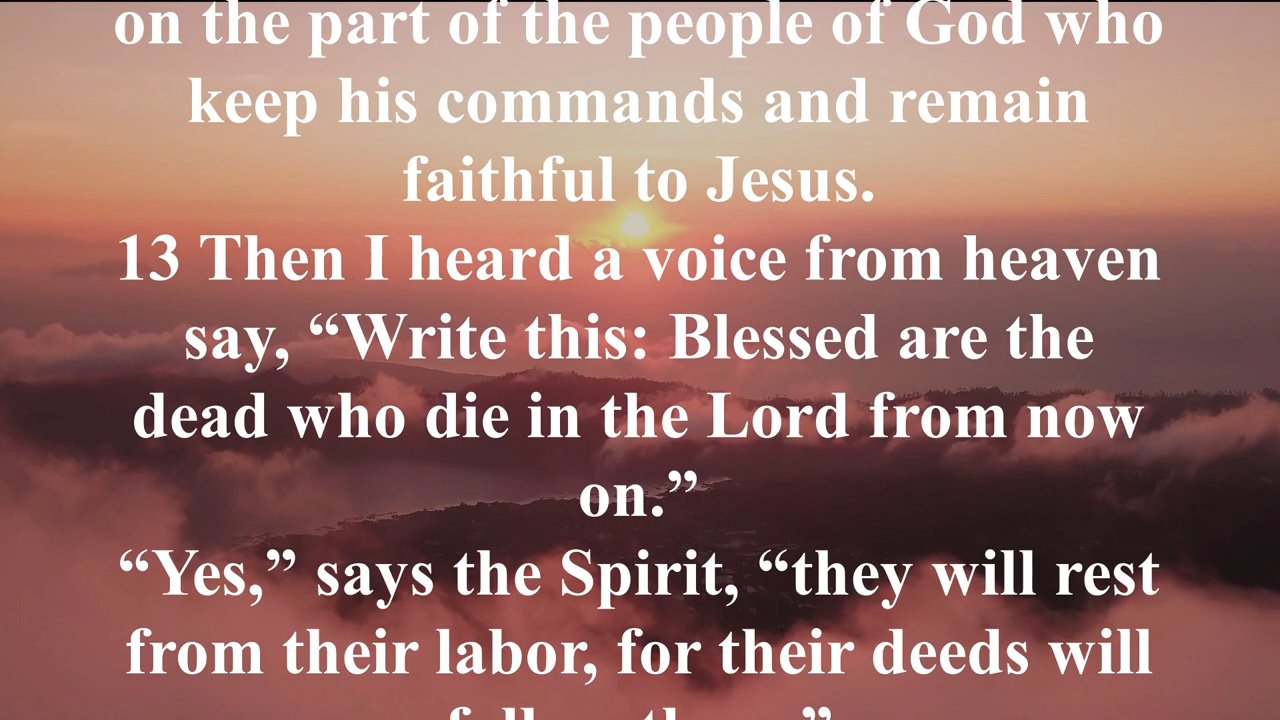 on the part of the people of God who
keep his commands and remain
faithful to Jesus.
13 Then I heard a voice from heaven
say, “Write this: Blessed are the
dead who die in the Lord from now
on.”
“Yes,” says the Spirit, “they will rest
from their labor, for their deeds will